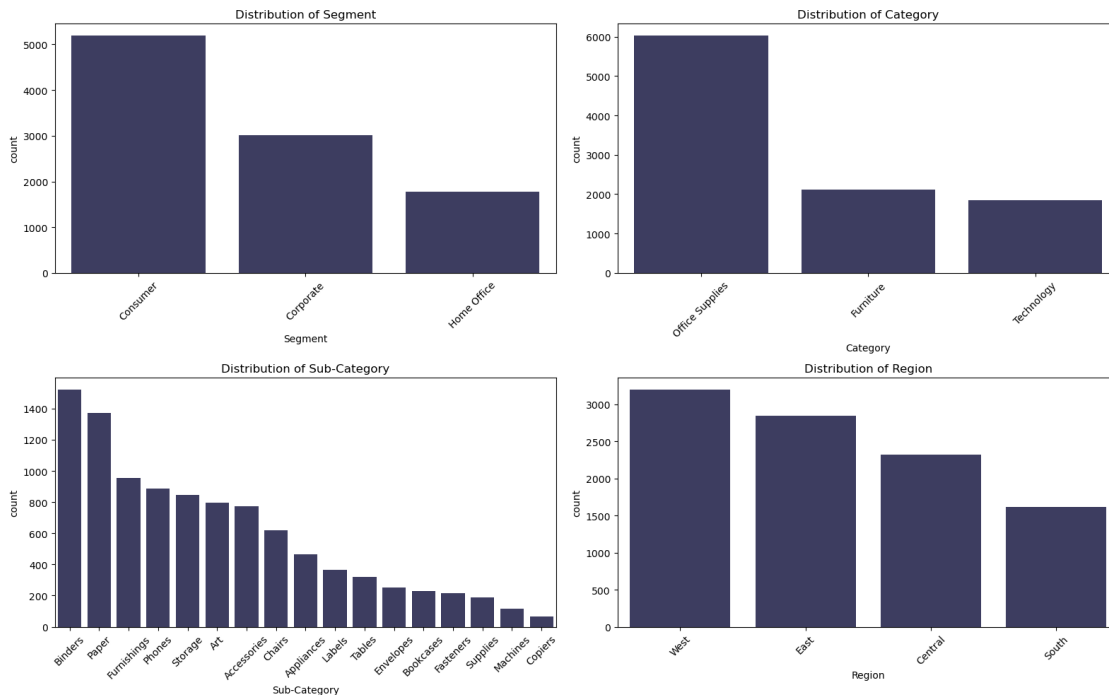 Distribution of Segment
count
5000
4000
3000
2000
1000
0
Consumer
Corporate
Home Office
Segment
Distribution of Category
count
6000
5000
4000
3000
2000
1000
0
Office Supplies
Furniture
Technology
Category
Distribution of Sub-Category
count
1400
1200
1000
800
600
400
200
0
Binders
Paper
Furnishings
Phones
Storage
Art
Accessories
Chairs
Appliances
Labels
Tables
Envelopes
Bookcases
Fasteners
Supplies
Machines
Copiers
Sub-Category
Distribution of Region
count
3000
2500
2000
1500
1000
500
0
West
East
Central
South
Region